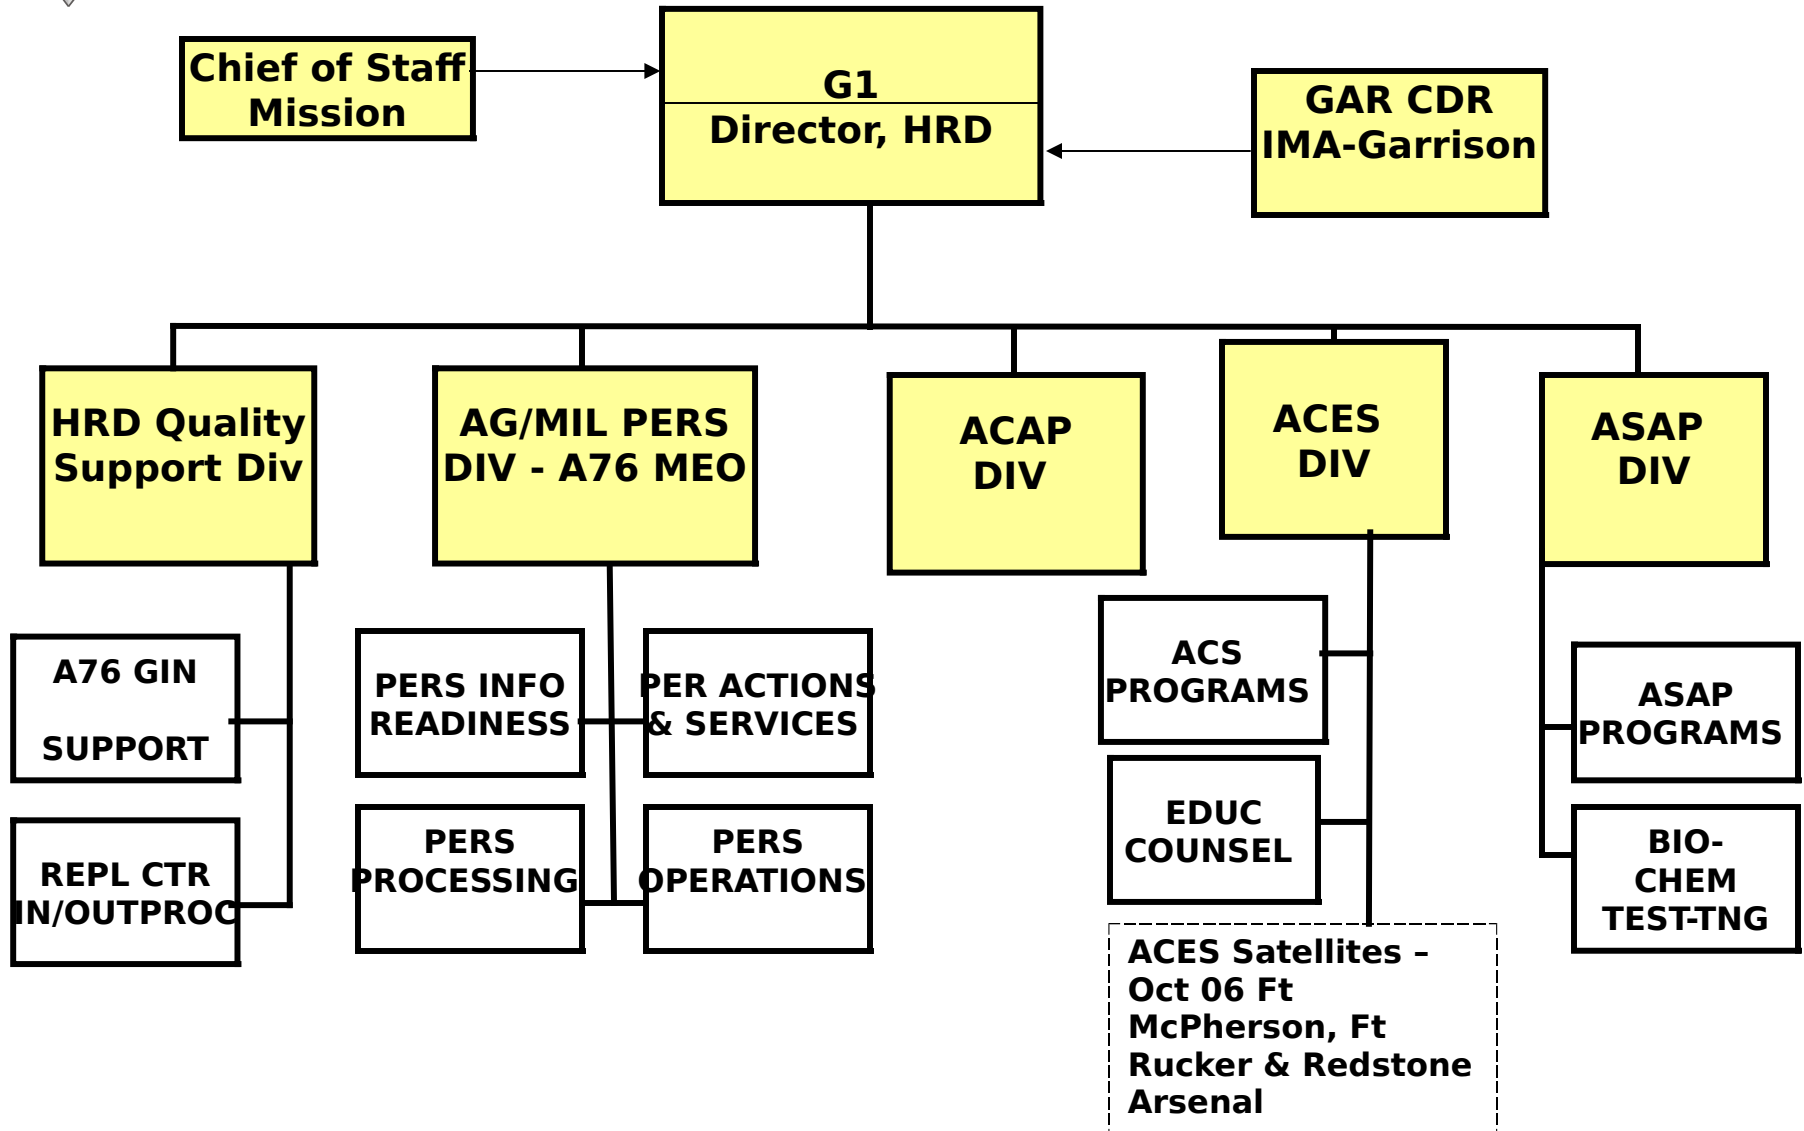 Chief of Staff
Mission
G1
Director, HRD
GAR CDR
IMA-Garrison
HRD Quality
Support Div
AG/MIL PERS
DIV - A76 MEO
ACAP
DIV
ACES
DIV
ASAP
DIV
A76 GIN
SUPPORT
REPL CTR
IN/OUTPROC
PERS INFO
READINESS
PER ACTIONS
& SERVICES
PERS
PROCESSING
PERS
OPERATIONS
ACS
PROGRAMS
EDUC
COUNSEL
ACES Satellites –
Oct 06 Ft
McPherson, Ft
Rucker & Redstone
Arsenal
ASAP
PROGRAMS
BIO-
CHEM
TEST-TNG